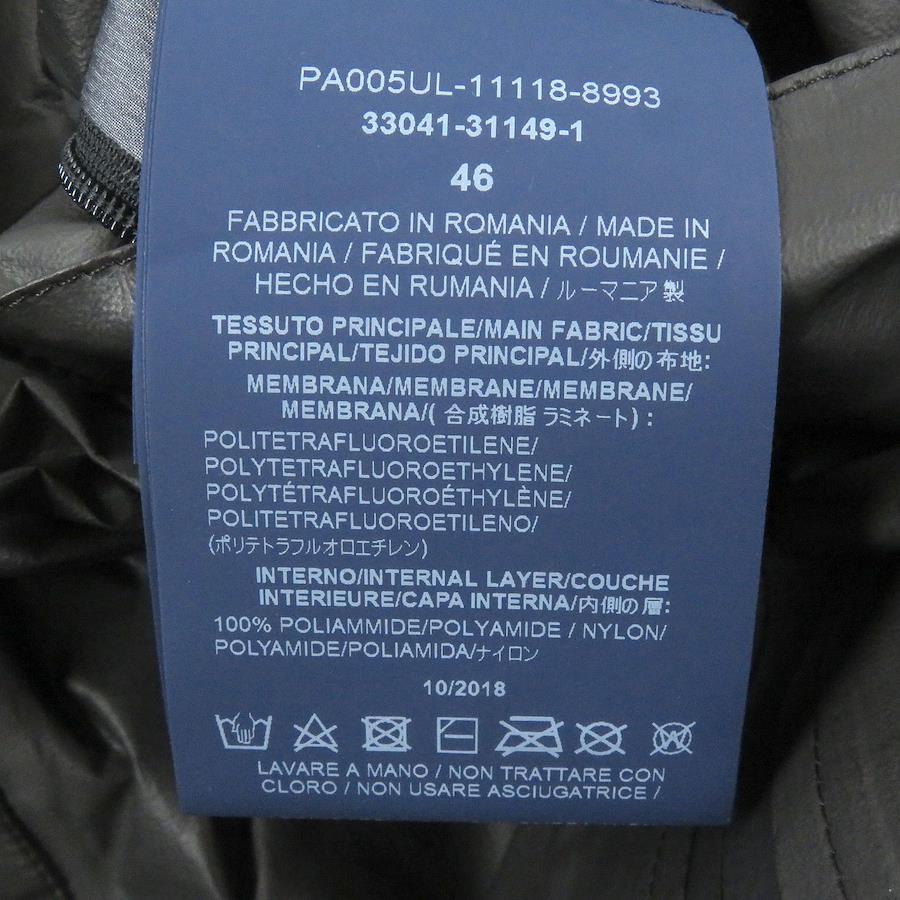 PA005UL-11118-8993
33041-31149-1
46
FABBRICATO IN ROMANIA / MADE IN
ROMANIA / FABRIQUÉ EN ROUMANIE /
HECHO EN RUMANIA / ルーマニア製
TESSUTO PRINCIPALE/MAIN FABRIC/TISSU
PRINCIPAL/TEJIDO PRINCIPAL/外側の布地:
MEMBRANA/MEMBRANE/MEMBRANE/
MEMBRANA/( 合成樹脂 ラミネート) :
POLITETRAFLUOROETILENE/
POLYTETRAFLUOROETHYLENE/
POLYTÉTRAFLUOROÉTHYLÈNE/
POLITETRAFLUOROETILENO/
(ポリテトラフルオロエチレン)
INTERNO/INTERNAL LAYER/COUCHE
INTERIEURE/CAPA INTERNA/内側の層:
100% POLIAMMIDE/POLYAMIDE / NYLON/
POLYAMIDE/POLIAMIDA/ナイロン
10/2018
W
LAVARE A MANO / NON TRATTARE CON
CLORO / NON USARE ASCIUGATRICE /